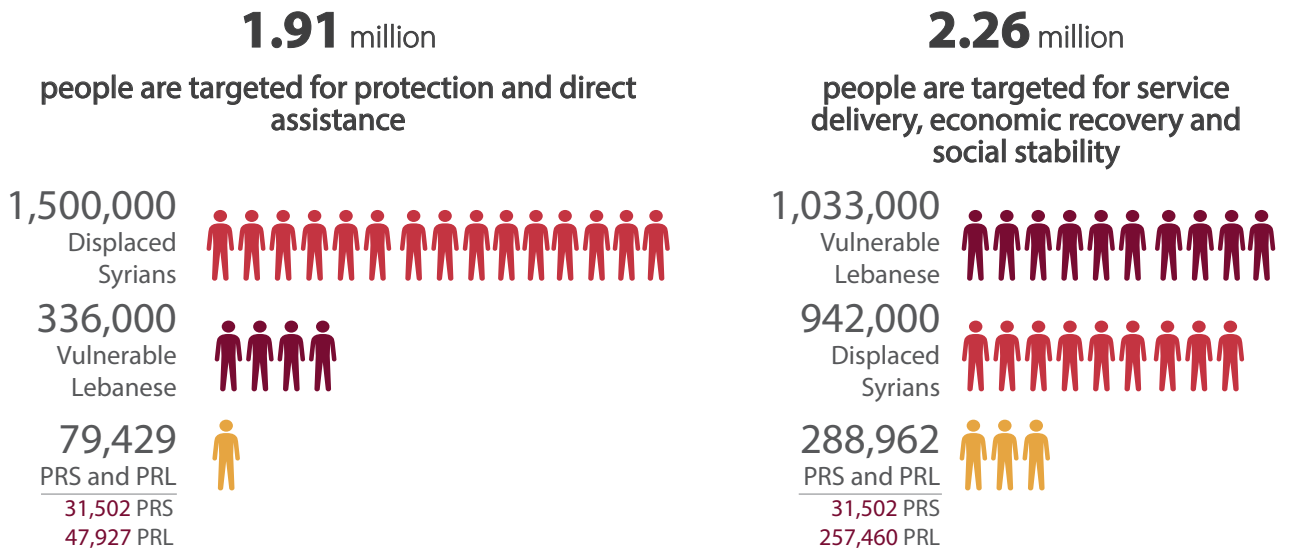 1.91 million
people are targeted for protection and direct
assistance
1,500,000
Displaced
Syrians
336,000
Vulnerable
Lebanese
79,429
PRS and PRL
31,502 PRS
47,927 PRL
2.26 million
people are targeted for service
delivery, economic recovery and
social stability
1,033,000
Vulnerable
Lebanese
942,000
Displaced
Syrians
288,962
PRS and PRL
31,502 PRS
257,460 PRL